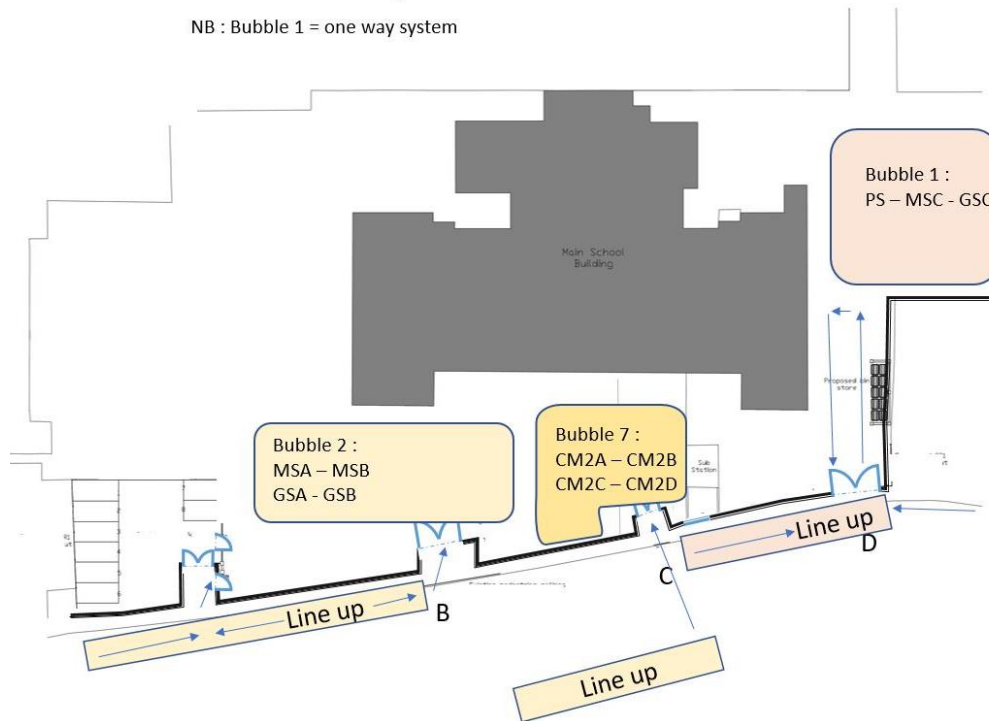 NB : Bubble 1 = one way system
Bubble 1 :
PS – MSC - GSC
Main School
Building
Proposed bin
store
Bubble 2 :
MSA – MSB
GSA - GSB
Bubble 7 :
CM2A – CM2B
CM2C – CM2D
Sub
Station
Line up
D
C
B
Line up
Line up